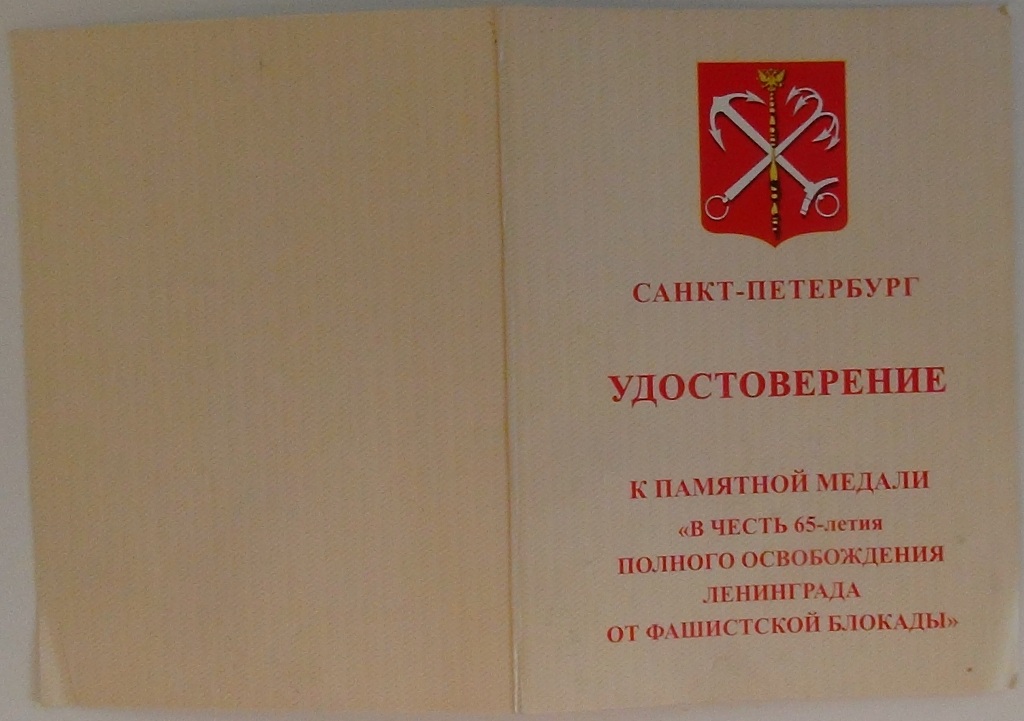 САНКТ-ПЕТЕРБУРГ
УДОСТОВЕРЕНИЕ
К ПАМЯТНОЙ МЕДАЛИ
«В ЧЕСТЬ 65-летия
ПОЛНОГО ОСВОБОЖДЕНИЯ
ЛЕНИНГРАДА
ОТ ФАШИСТСКОЙ БЛОКАДЫ»